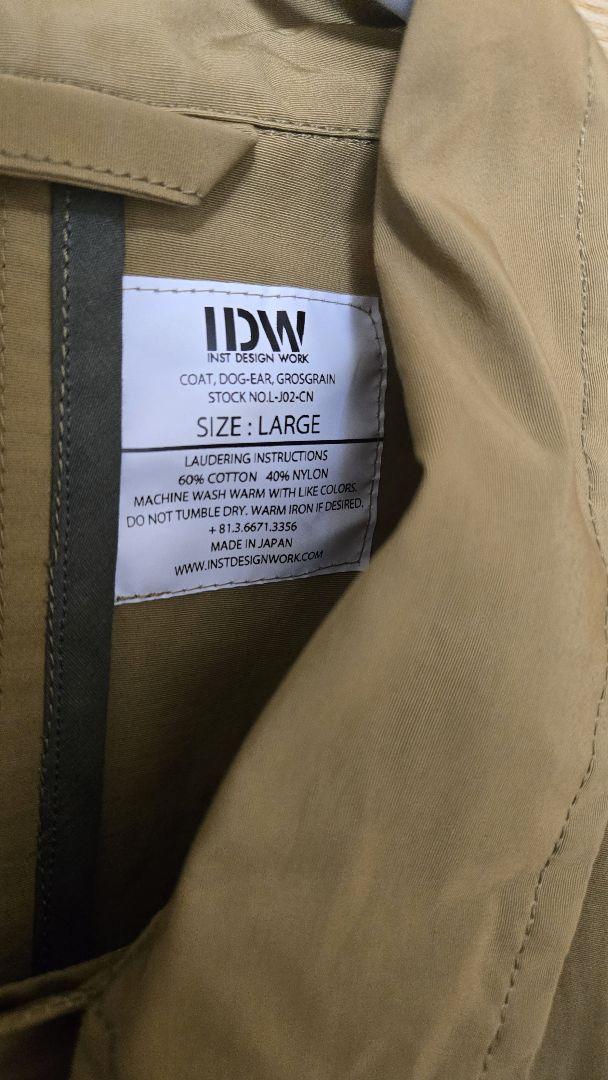 IDW
INST DESIGN WORK
COAT, DOG-EAR, GROSGRAIN
STOCK NO.L-J02-CN
SIZE : LARGE
LAUDERING INSTRUCTIONS
60% COTTON 40% NYLON
MACHINE WASH WARM WITH LIKE COLORS.
DO NOT TUMBLE DRY. WARM IRON IF DESIRED.
+81.3.6671.3356
MADE IN JAPAN
WWW.INSTDESIGNWORK.COM